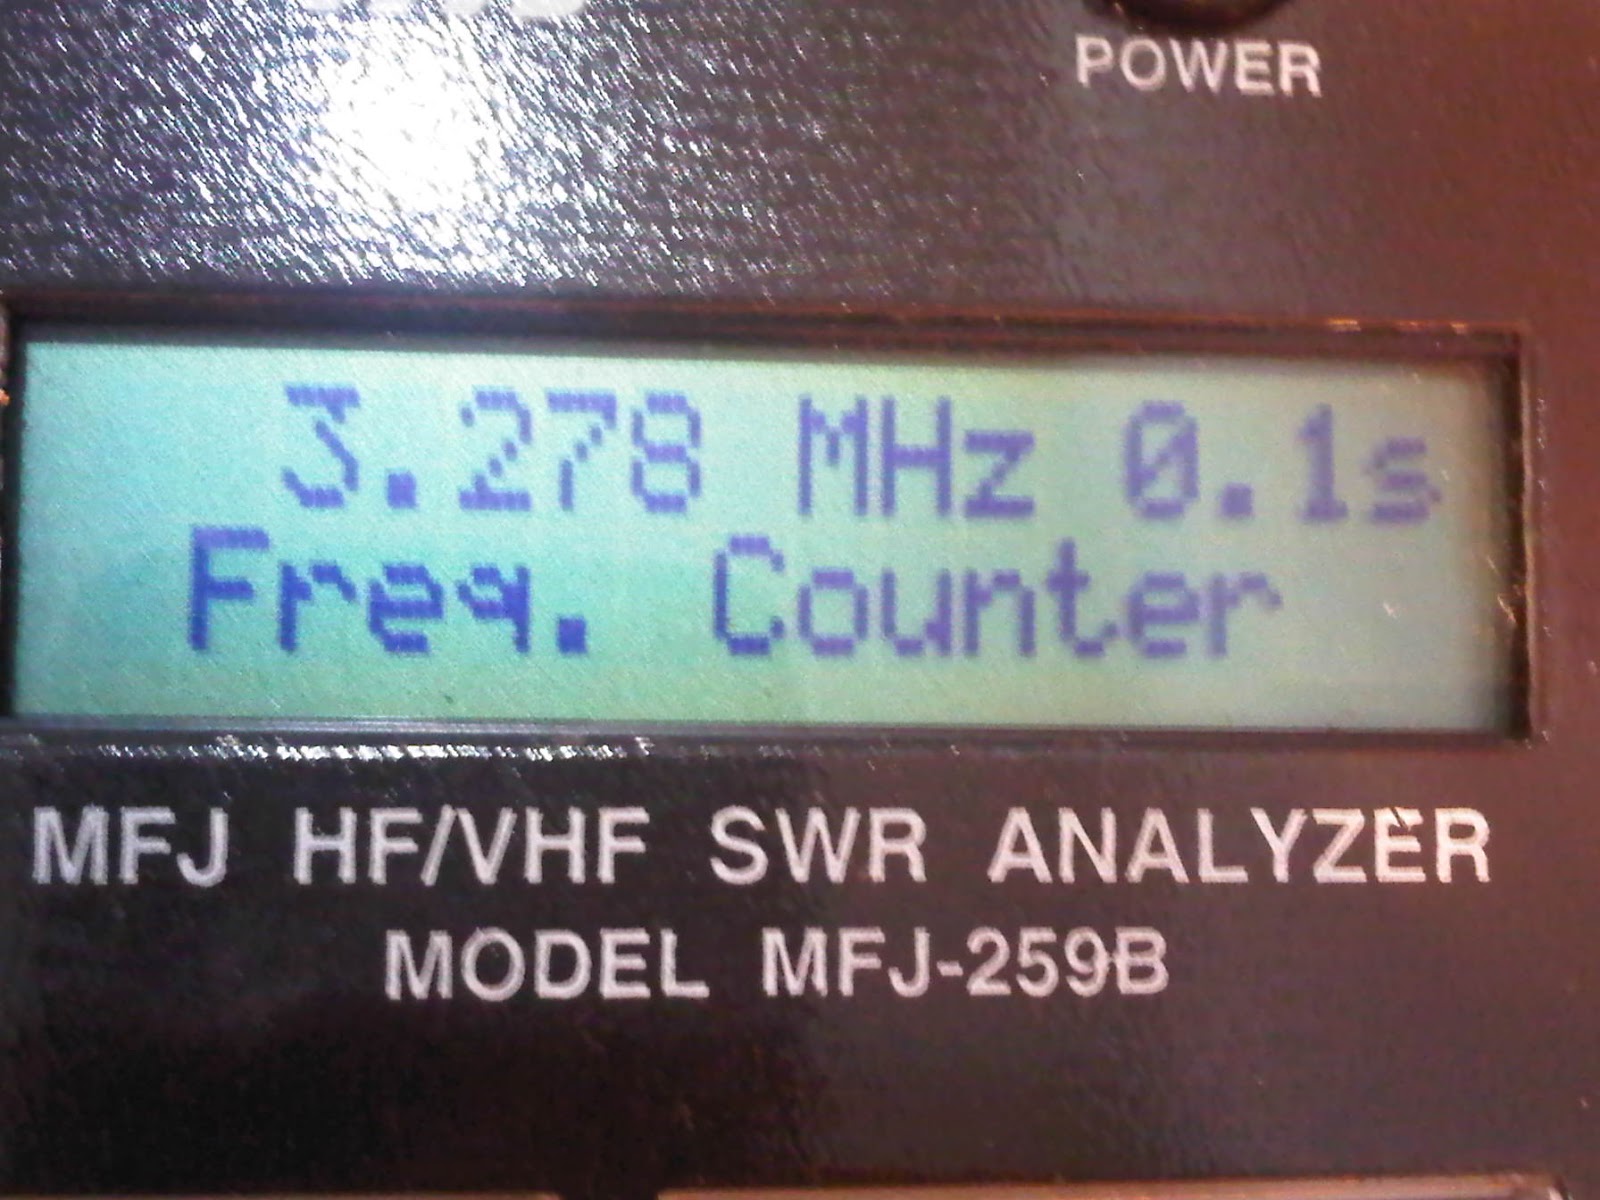 POWER
3.278 MHz 0.1s
Freq. Counter
MFJ HF/VHF SWR ANALYZER
MODEL MFJ-259B